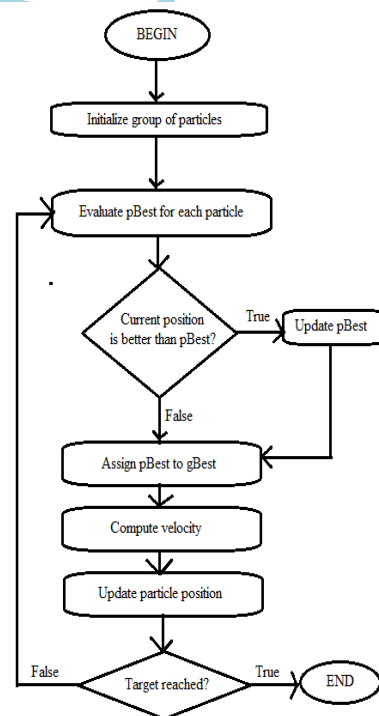 BEGIN
Initialize group of particles
Evaluate pBest for each particle
Current position
is better than pBest?
True
Update pBest
False
Assign pBest to gBest
Compute velocity
Update particle position
False
Target reached?
True
END